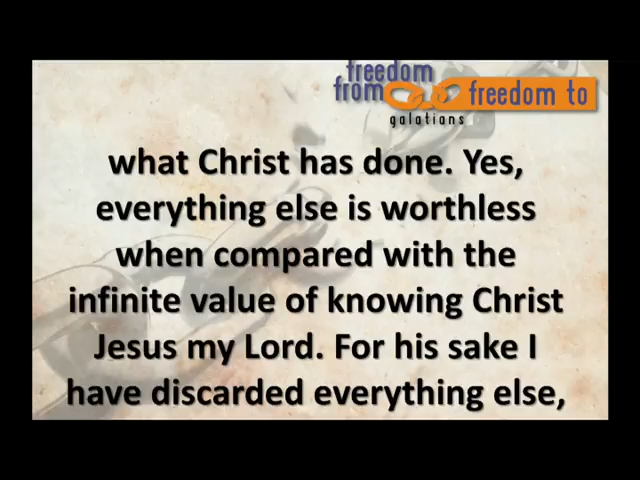 freedom
from
freedom to
galatians
what Christ has done. Yes,
everything else is worthless
when compared with the
infinite value of knowing Christ
Jesus my Lord. For his sake I
have discarded everything else,